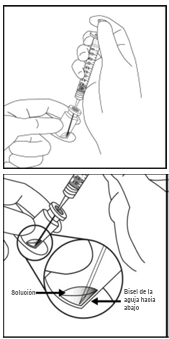 Solución
Bisel de la
aguja hacia
abajo